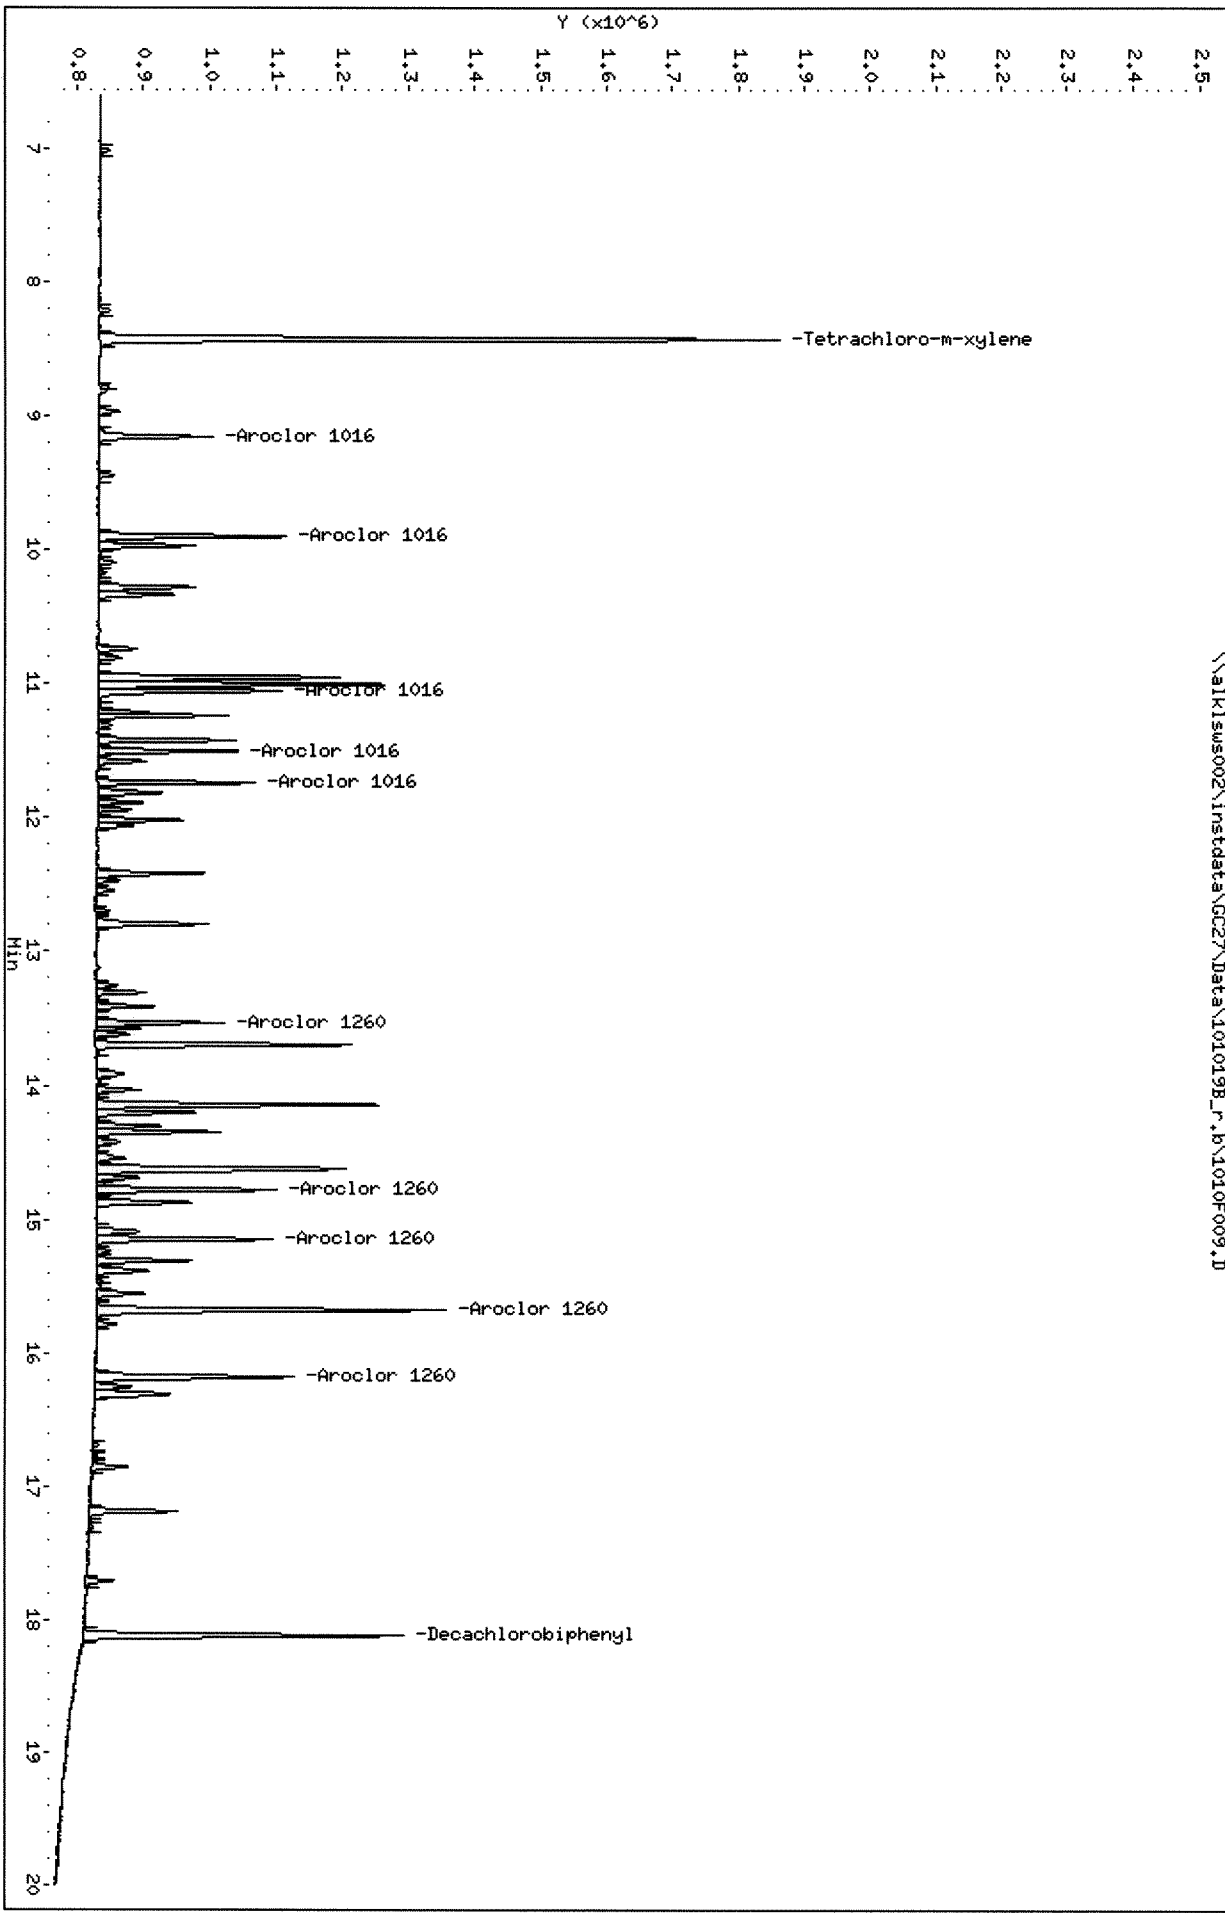 \\alklsws002\instdata\GC27\Data\101019B_r.b\1010F009.D
Y (x10^6)
2.5
2.4
2.3
2.2
2.1
2.0
1.9
1.8
1.7
1.6
1.5
1.4
1.3
1.2
1.1
1.0
0.9
0.8
-Tetrachloro-m-xylene
-Aroclor 1016
-Aroclor 1016
-Aroclor 1016
-Aroclor 1016
-Aroclor 1016
-Aroclor 1260
-Aroclor 1260
-Aroclor 1260
-Aroclor 1260
-Aroclor 1260
-Decachlorobiphenyl
7 8 9 10 11 12 13 14 15 16 17 18 19 20
Min